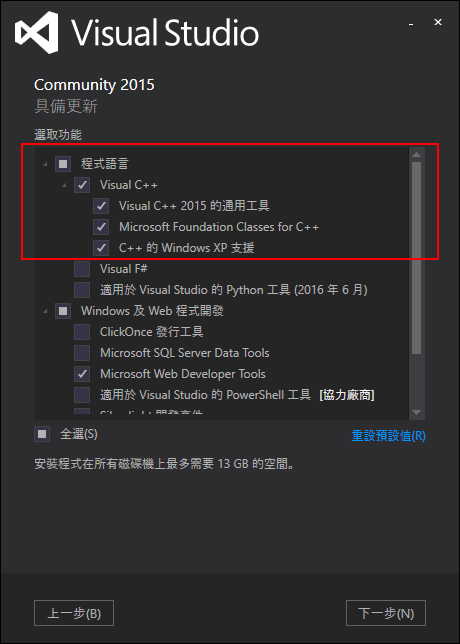 Visual Studio
Community 2015
具備更新
選取功能
程式語言
Visual C++
Visual C++ 2015 的通用工具
Microsoft Foundation Classes for C++
C++ 的 Windows XP 支援
Visual F#
適用於 Visual Studio 的 Python 工具 (2016 年 6 月)
Windows 及 Web 程式開發
ClickOnce 發行工具
Microsoft SQL Server Data Tools
Microsoft Web Developer Tools
適用於 Visual Studio 的 PowerShell 工具 [協力廠商]
全選(S)
重設預設值(R)
安裝程式在所有磁碟機上最多需要 13 GB 的空間。
上一步(B)
下一步(N)